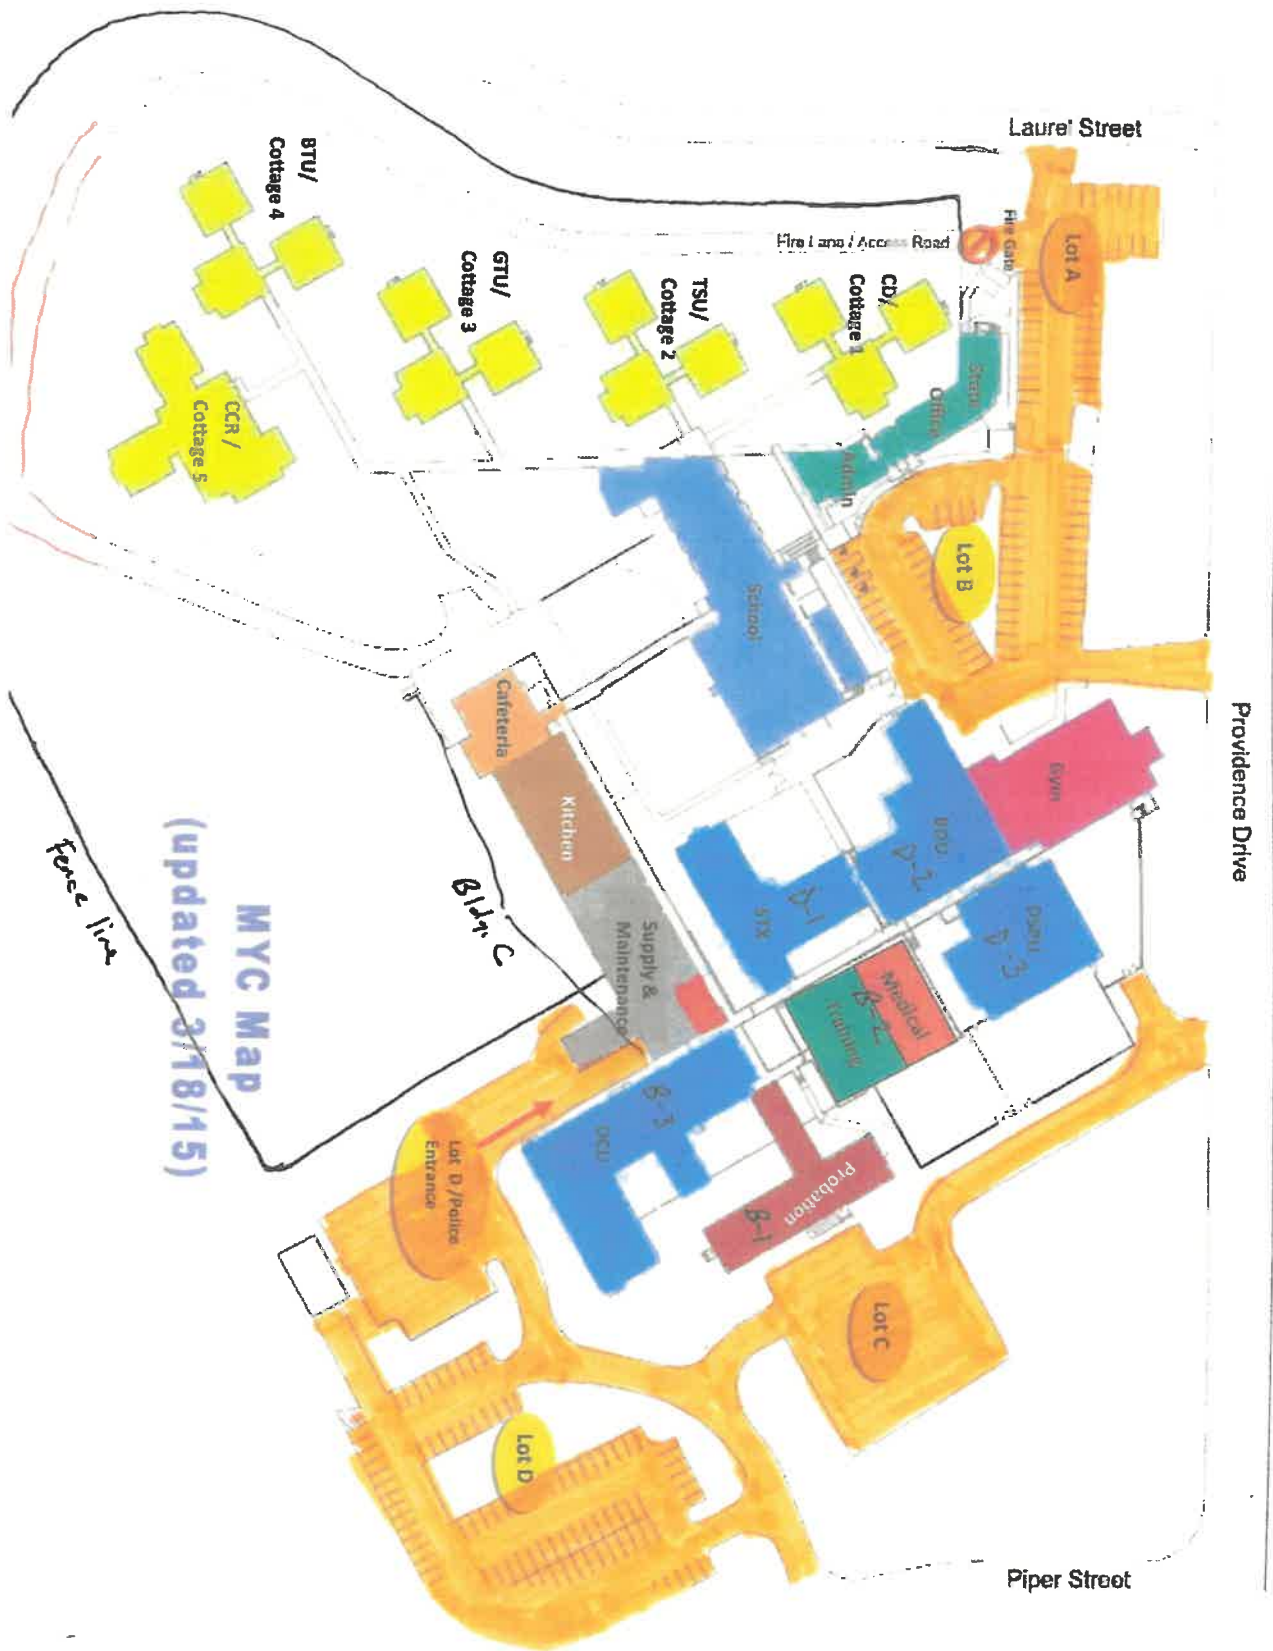 Laurel Street
Fire Gate
Lot A
Fire Lane / Access Road
BTU/
Cottage 4
GTU/
Cottage 3
TSU/
Cottage 2
CD/
Cottage 1
Office
Admin
CCR /
Cottage 5
Lot B
School
Providence Drive
Gym
Cafeteria
Kitchen
BDU
D-2
D-1
STX
D-3
Supply &
Maintenance
Bldg. C
Medical
B-2
Training
Fence line
MYC Map
(updated 3/18/15)
B-3
DCU
Probation
B-1
Lot D /Police
Entrance
Lot C
Lot D
Piper Street